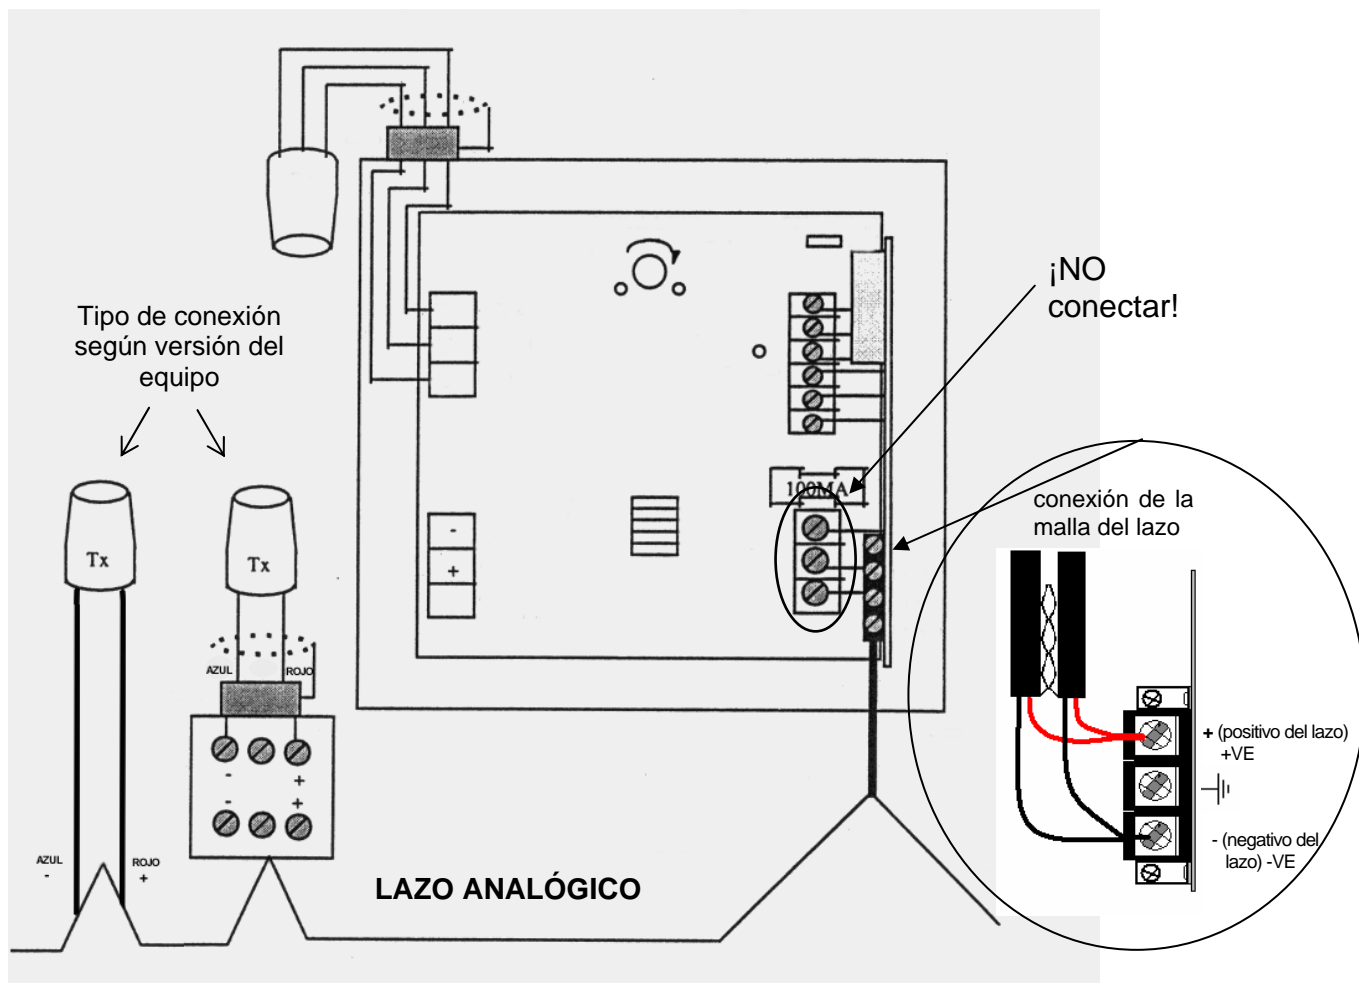 ¡NO
conectar!
Tipo de conexión
según versión del
equipo
100MA
conexión de la
malla del lazo
-
+
Tx
Tx
AZUL
ROJO
-
+
-
+
+ (positivo del lazo)
+VE
- (negativo del
lazo) -VE
AZUL
-
ROJO
+
LAZO ANALÓGICO